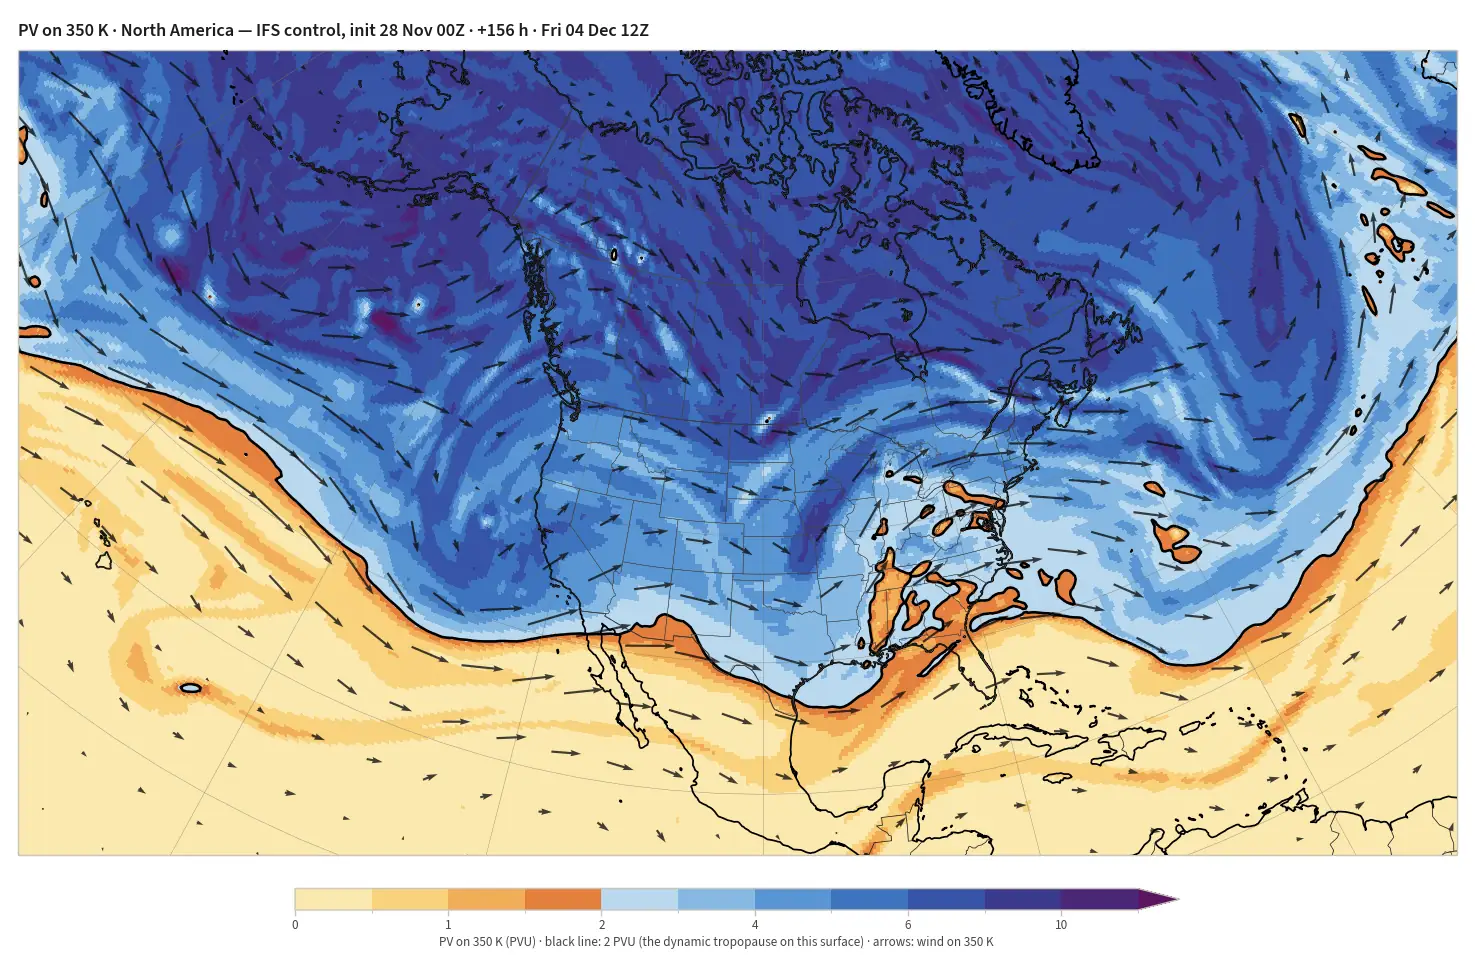 PV on 350 K · North America — IFS control, init 28 Nov 00Z · +156 h · Fri 04 Dec 12Z
0 1 2 4 6 10
PV on 350 K (PVU) · black line: 2 PVU (the dynamic tropopause on this surface) · arrows: wind on 350 K